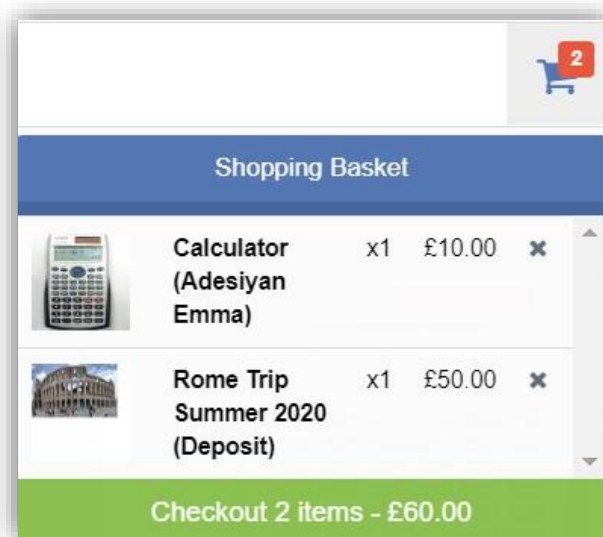 2
Shopping Basket
Calculator x1 £10.00 ✖
(Adesiyan
Emma)
Rome Trip x1 £50.00 ✖
Summer 2020
(Deposit)
Checkout 2 items - £60.00